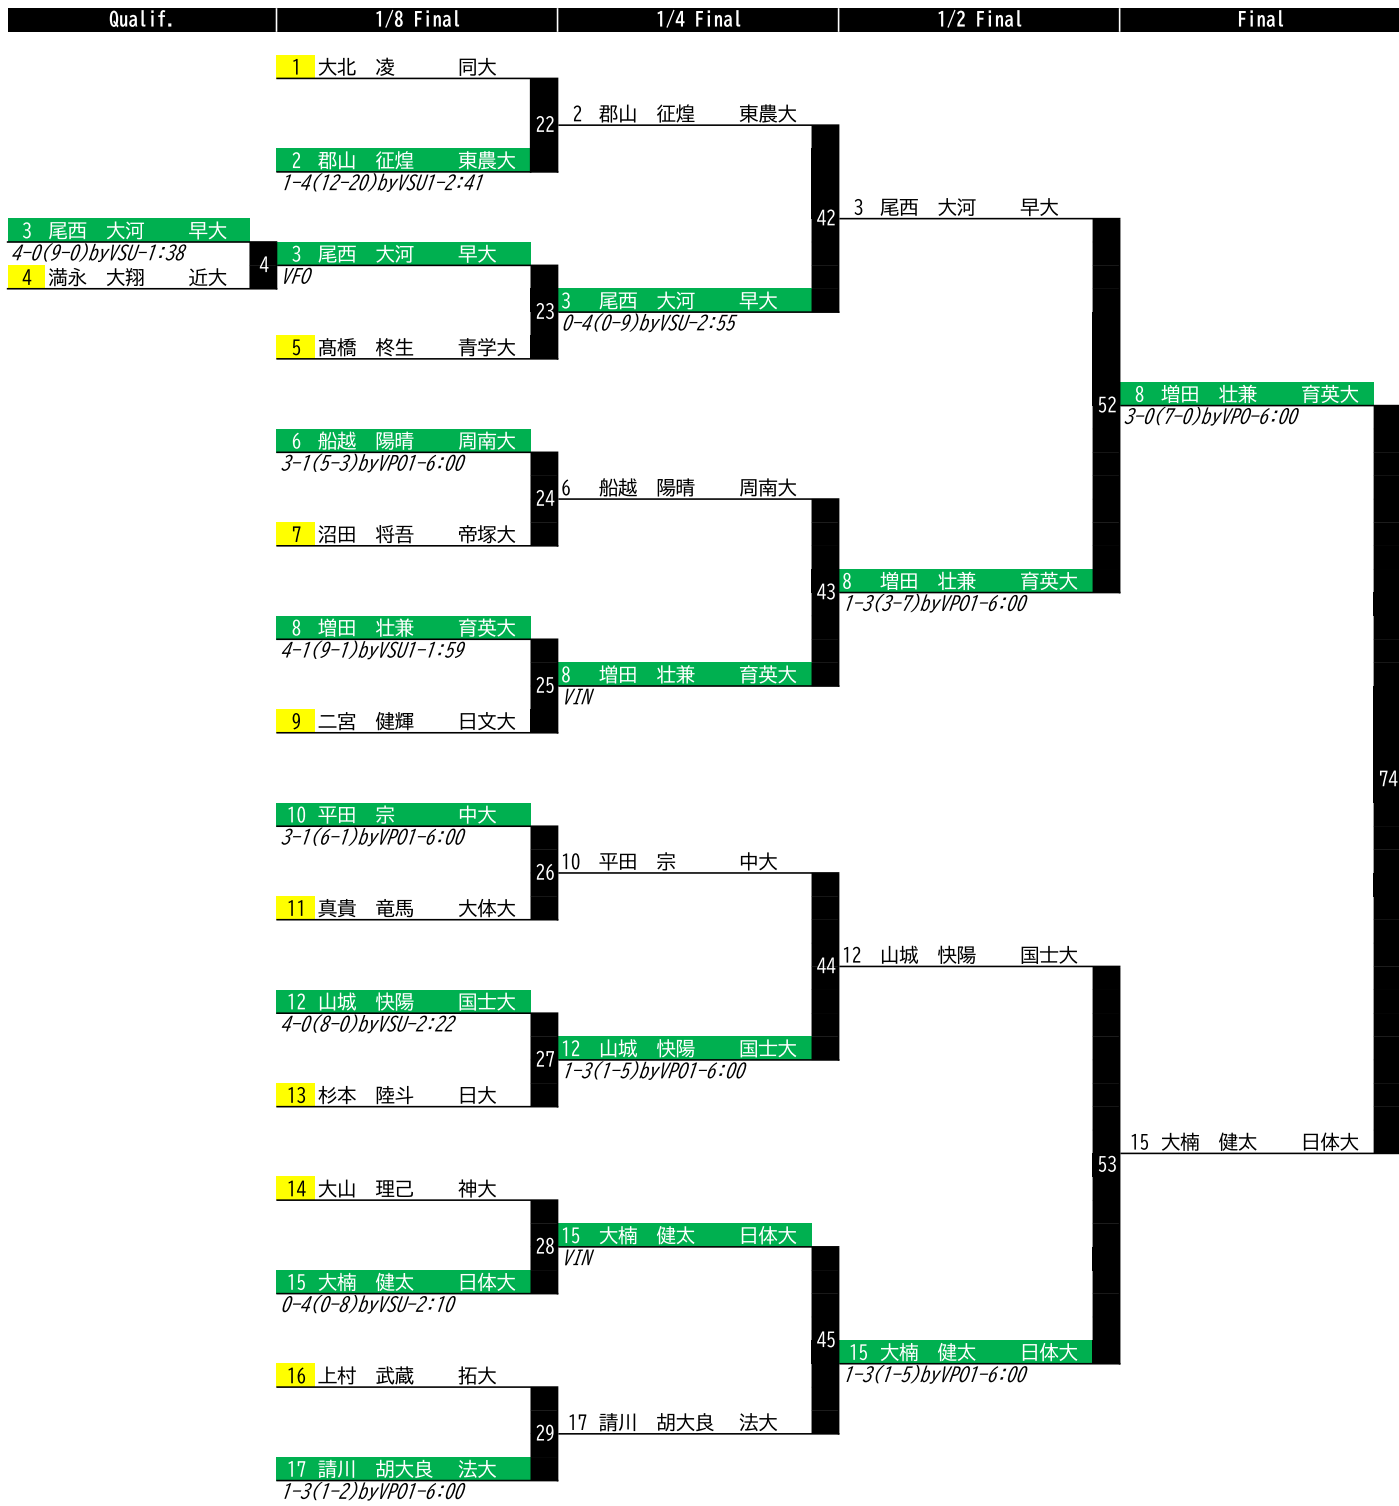 Qualif. 1/8 Final 1/4 Final 1/2 Final Final
1 大北 凌 同大
22
2 郡山 征煌 東農大
1-4(12-20)byVSU1-2:41
3 尾西 大河 早大
4-0(9-0)byVSU-1:38
4 満永 大翔 近大
4
3 尾西 大河 早大
VFO
23
5 髙橋 柊生 青学大
6 船越 陽晴 周南大
3-1(5-3)byVPO1-6:00
24
7 沼田 将吾 帝塚大
8 増田 壮兼 育英大
4-1(9-1)byVSU1-1:59
25
9 二宮 健輝 日文大
10 平田 宗 中大
3-1(6-1)byVPO1-6:00
26
11 真貴 竜馬 大体大
12 山城 快陽 国士大
4-0(8-0)byVSU-2:22
27
13 杉本 陸斗 日大
14 大山 理己 神大
28
15 大楠 健太 日体大
0-4(0-8)byVSU-2:10
16 上村 武蔵 拓大
29
17 請川 胡大良 法大
1-3(1-2)byVPO1-6:00
2 郡山 征煌 東農大
42
3 尾西 大河 早大
0-4(0-9)byVSU-2:55
6 船越 陽晴 周南大
43
8 増田 壮兼 育英大
VIN
10 平田 宗 中大
44
12 山城 快陽 国士大
1-3(1-5)byVPO1-6:00
15 大楠 健太 日体大
VIN
45
17 請川 胡大良 法大
3 尾西 大河 早大
52
8 増田 壮兼 育英大
1-3(3-7)byVPO1-6:00
12 山城 快陽 国士大
53
15 大楠 健太 日体大
1-3(1-5)byVPO1-6:00
8 増田 壮兼 育英大
3-0(7-0)byVPO-6:00
74
15 大楠 健太 日体大